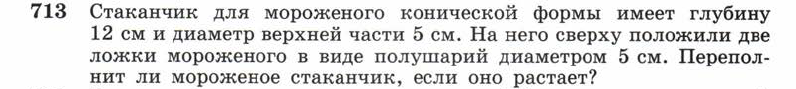 713 Стаканчик для мороженого конической формы имеет глубину
12 см и диаметр верхней части 5 см. На него сверху положили две
ложки мороженого в виде полушарий диаметром 5 см. Перепол-
нит ли мороженое стаканчик, если оно растает?